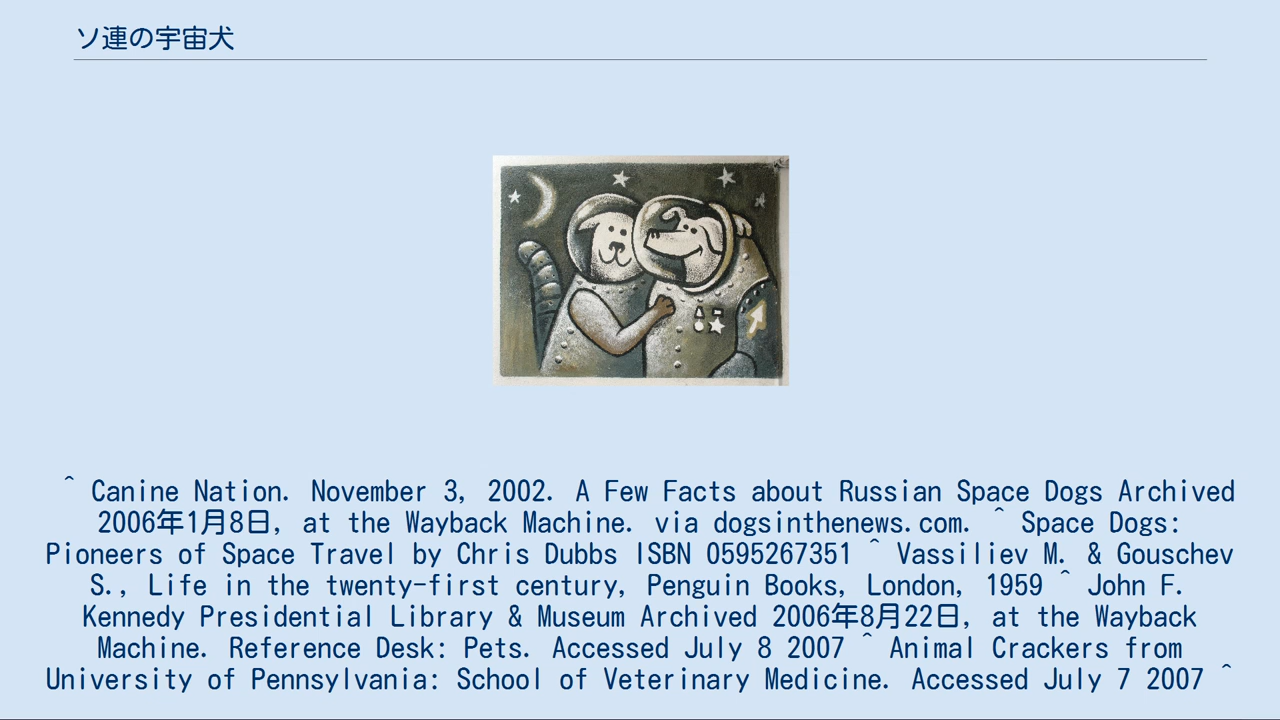 ソ連の宇宙犬
^ Canine Nation. November 3, 2002. A Few Facts about Russian Space Dogs Archived
2006年1月8日, at the Wayback Machine. via dogsinthenews.com. ^ Space Dogs:
Pioneers of Space Travel by Chris Dubbs ISBN 0595267351 ^ Vassiliev M. & Gouschev
S., Life in the twenty-first century, Penguin Books, London, 1959 ^ John F.
Kennedy Presidential Library & Museum Archived 2006年8月22日, at the Wayback
Machine. Reference Desk: Pets. Accessed July 8 2007 ^ Animal Crackers from
University of Pennsylvania: School of Veterinary Medicine. Accessed July 7 2007 ^